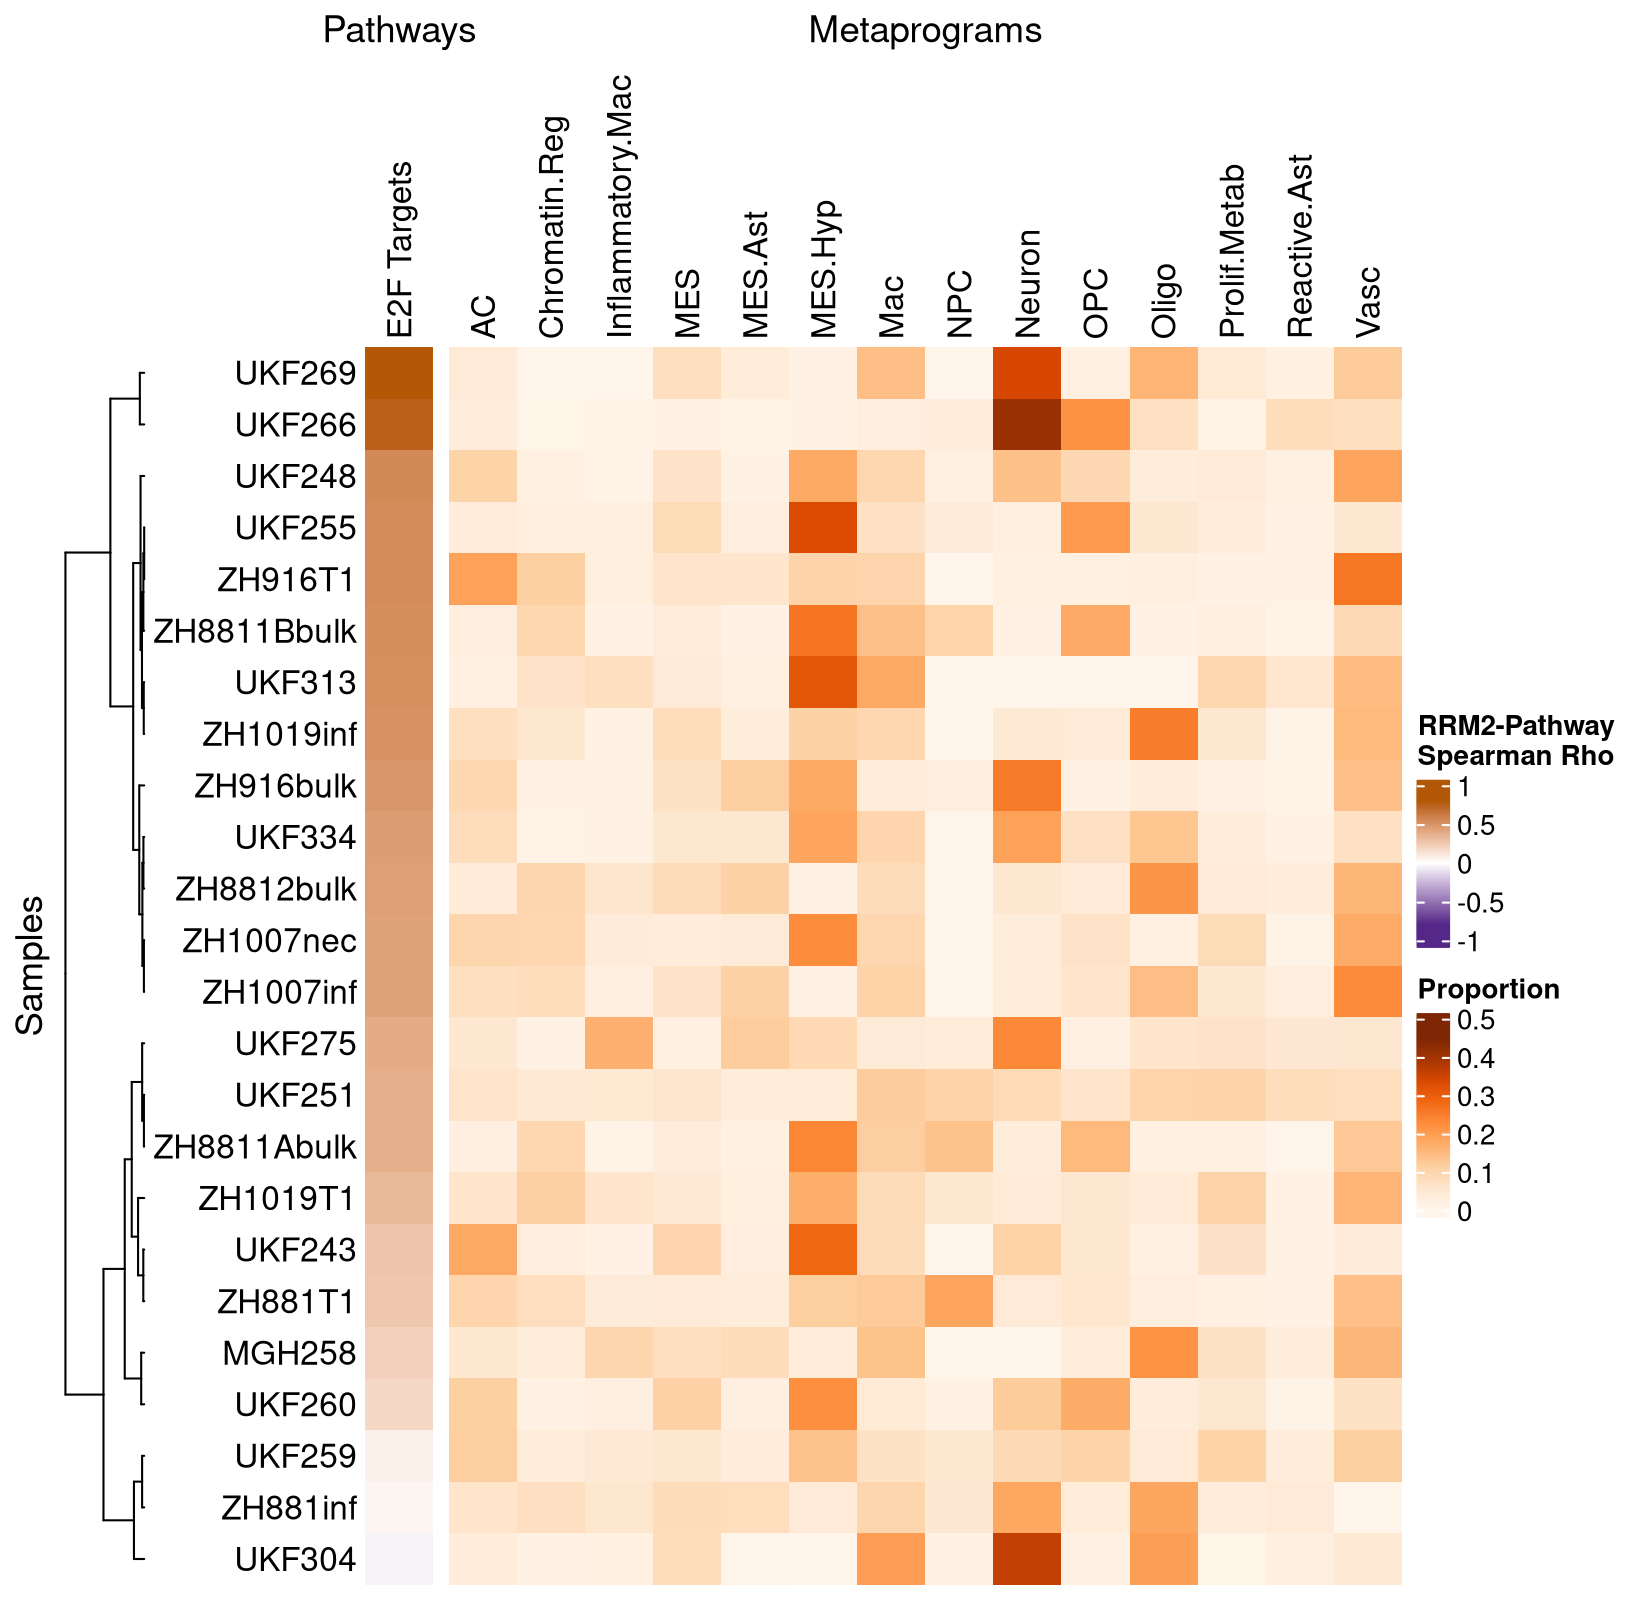 Pathways Metaprograms
E2F Targets AC Chromatin.Reg Inflammatory.Mac MES MES.Ast MES.Hyp Mac NPC Neuron OPC Oligo Prolif.Metab Reactive.Ast Vasc
Samples
UKF269
UKF266
UKF248
UKF255
ZH916T1
ZH8811Bbulk
UKF313
ZH1019inf
ZH916bulk
UKF334
ZH8812bulk
ZH1007nec
ZH1007inf
UKF275
UKF251
ZH8811Abulk
ZH1019T1
UKF243
ZH881T1
MGH258
UKF260
UKF259
ZH881inf
UKF304
RRM2-Pathway
Spearman Rho
1
0.5
0
-0.5
-1
Proportion
0.5
0.4
0.3
0.2
0.1
0